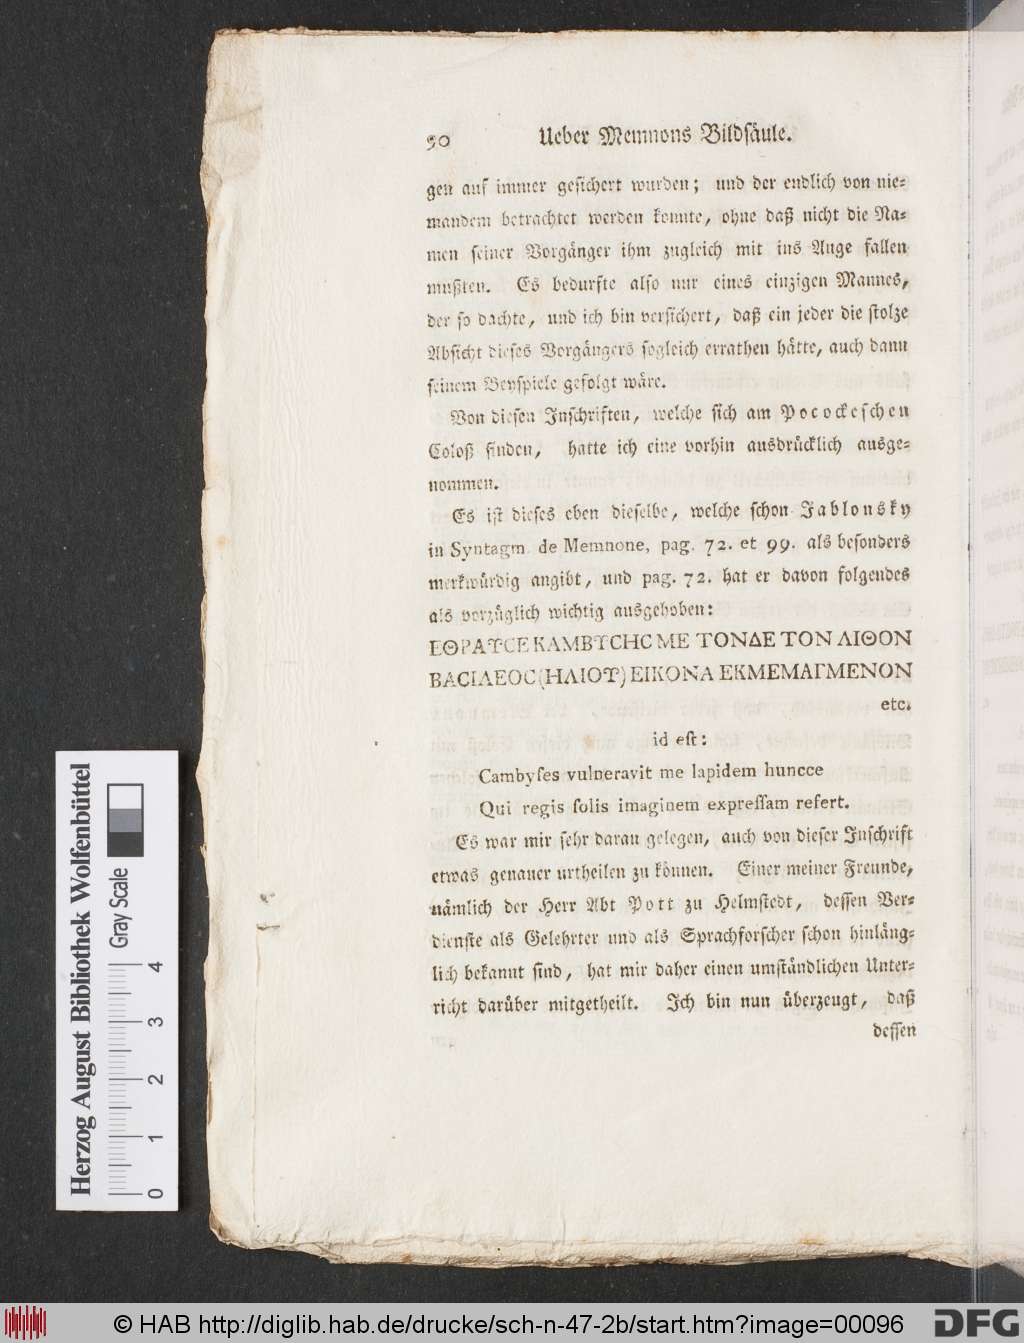 90 Ueber Memnons Bildsäule.
gen auf immer gesichert wurden; und der endlich von nie-
mandem betrachtet werden konnte, ohne daß nicht die Na-
men seiner Vorgänger ihm zugleich mit ins Auge fallen
mußten. Es bedurfte also nur eines einzigen Mannes,
der so dachte, und ich bin versichert, daß ein jeder die stolze
Absicht dieses Vorgängers sogleich errathen hätte, auch dann
seinem Beyspiele gefolgt wäre.
Von diesen Inschriften, welche sich am Pocockeschen
Coloß finden, hatte ich eine vorhin ausdrücklich ausge-
nommen.
Es ist dieses eben dieselbe, welche schon Jablonsky
in Syntagm. de Memnone, pag. 72. et 99. als besonders
merkwürdig angibt, und pag. 72. hat er davon folgendes
als vorzüglich wichtig ausgehoben:
ΕΘΡΑΥCΕ ΚΑΜΒΥCΗC ΜΕ ΤΟΝΔΕ ΤΟΝ ΛΙΘΟΝ
ΒΑCΙΛΕΟC (ΗΛΙΟΥ) ΕΙΚΟΝΑ ΕΚΜΕΜΑΓΜΕΝΟΝ
etc.
id est:
Cambyses vulneravit me lapidem huncce
Qui regis solis imaginem expressam refert.
Es war mir sehr daran gelegen, auch von dieser Inschrift
etwas genauer urtheilen zu können. Einer meiner Freunde,
nämlich der Herr Abt Pott zu Helmstedt, dessen Ver-
dienste als Gelehrter und als Sprachforscher schon hinläng-
lich bekannt sind, hat mir daher einen umständlichen Unter-
richt darüber mitgetheilt. Ich bin nun überzeugt, daß
dessen
Herzog August Bibliothek Wolfenbüttel
Gray Scale
0 1 2 3 4
© HAB http://diglib.hab.de/drucke/sch-n-47-2b/start.htm?image=00096
DFG